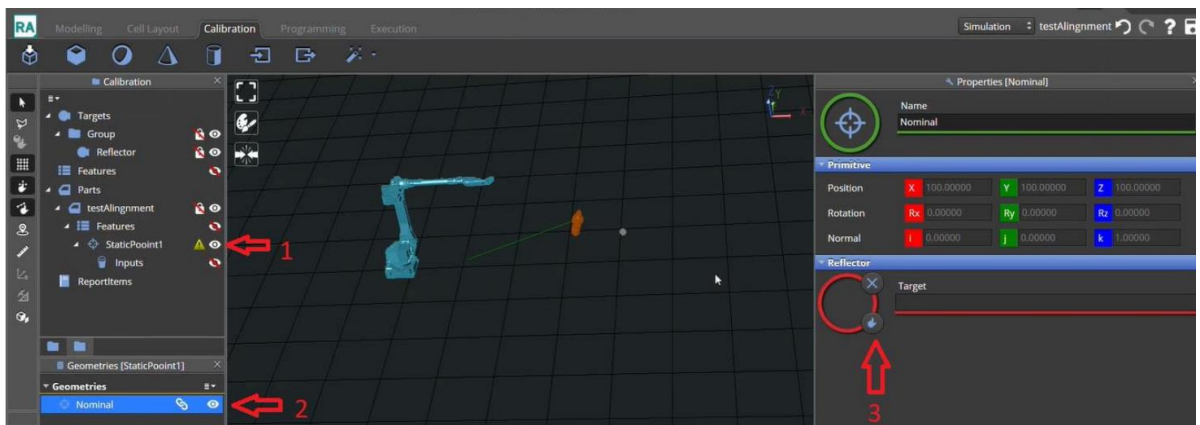 RA Modelling Cell Layout Calibration Programming Execution Simulation testAlingnment ?
Calibration
Targets
Group
Reflector
Features
Parts
testAlingnment
Features
StaticPooint1
Inputs
ReportItems
1
Geometries [StaticPooint1]
Geometries
Nominal
2
Z Y X
Properties [Nominal]
Name
Nominal
Primitive
Position X 100.00000 Y 100.00000 Z 100.00000
Rotation Rx 0.00000 Ry 0.00000 Rz 0.00000
Normal i 0.00000 j 0.00000 k 1.00000
Reflector
Target
3